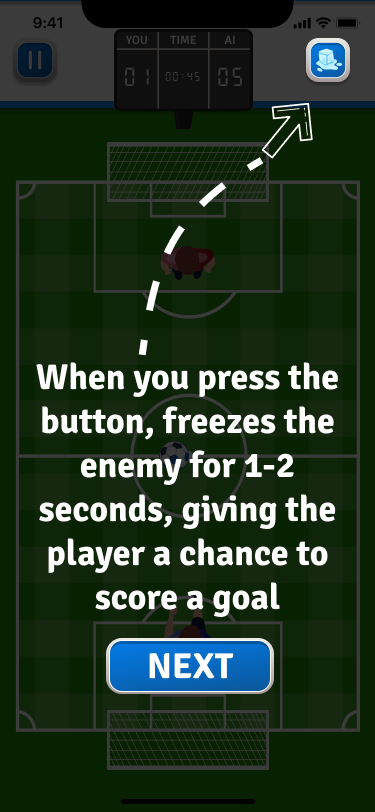 9:41
YOU TIME AI
01 00:45 05
When you press the
button, freezes the
enemy for 1-2
seconds, giving the
player a chance to
score a goal
NEXT